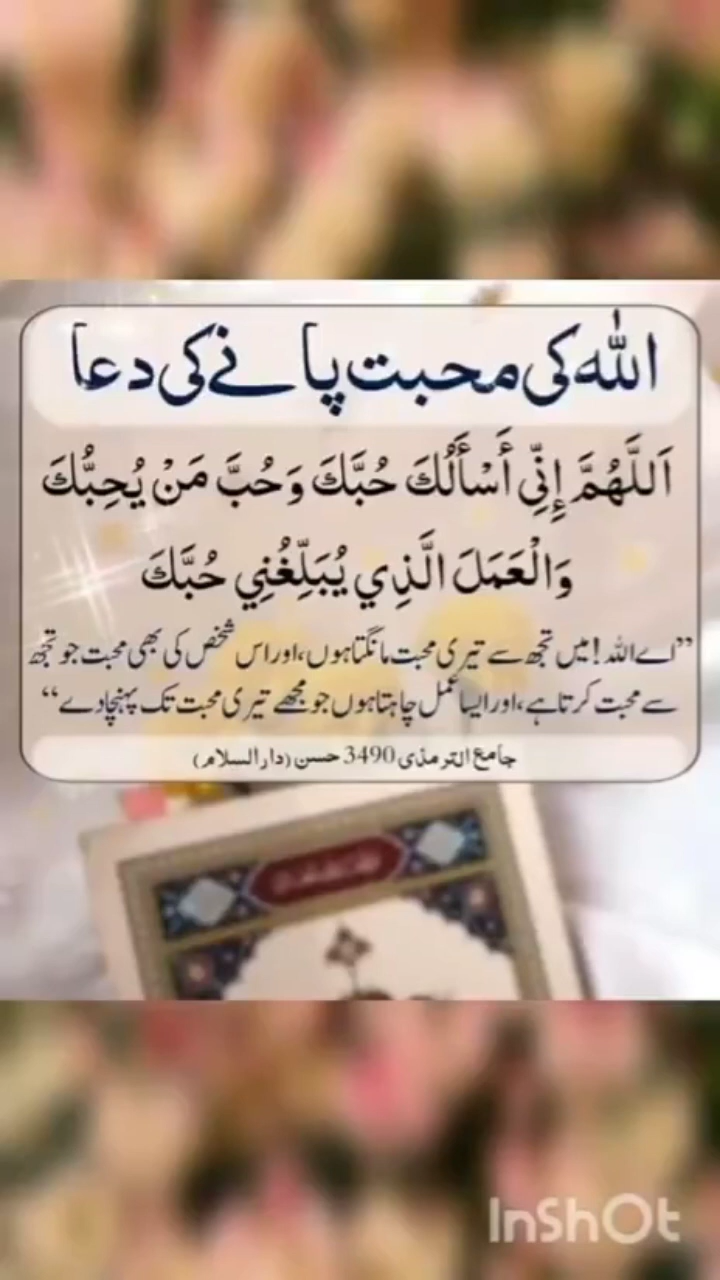 اللہ کی محبت پانے کی دعا
اَللَّهُمَّ إِنِّي أَسْأَلُكَ حُبَّكَ وَحُبَّ مَنْ يُحِبُّكَ
وَالْعَمَلَ الَّذِي يُبَلِّغُنِي حُبَّكَ
”اے اللہ! میں تجھ سے تیری محبت مانگتا ہوں، اور اس شخص کی بھی محبت جو تجھ
سے محبت کرتا ہے، اور ایسا عمل چاہتا ہوں جو مجھے تیری محبت تک پہنچا دے“
جامع الترمذی 3490 حسن (دارالسلام)
InShOt